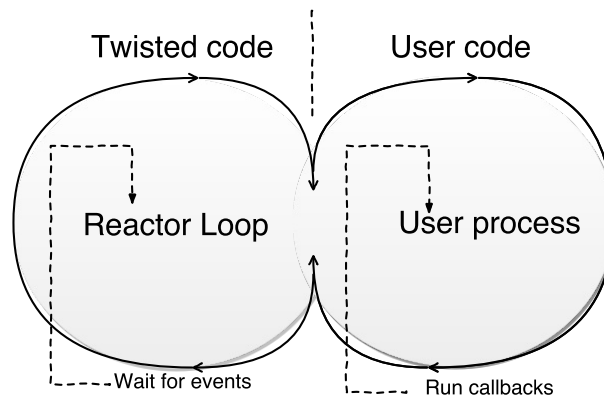 Twisted code
User code
Reactor Loop
User process
Wait for events
Run callbacks